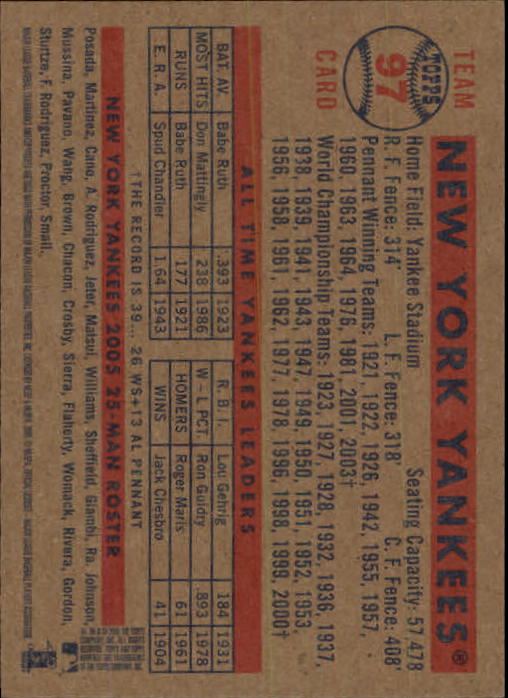 TEAM
TOPPS
97
CARD
NEW YORK YANKEES®
Home Field: Yankee Stadium Seating Capacity: 57,478
R. F. Fence: 314' L. F. Fence: 318' C. F. Fence: 408'
Pennant Winning Teams: 1921, 1922, 1926, 1942, 1955, 1957,
1960, 1963, 1964, 1976, 1981, 2001, 2003†
World Championship Teams: 1923, 1927, 1928, 1932, 1936, 1937,
1938, 1939, 1941, 1943, 1947, 1949, 1950, 1951, 1952, 1953,
1956, 1958, 1961, 1962, 1977, 1978, 1996, 1998, 1999, 2000†
ALL TIME YANKEES LEADERS
BAT. AV. Babe Ruth .393 1923 R. B. I. Lou Gehrig 184 1931
MOST HITS Don Mattingly 238 1986 W – L PCT. Ron Guidry .893 1978
RUNS Babe Ruth 177 1921 HOMERS Roger Maris 61 1961
E. R. A. Spud Chandler 1.64 1943 WINS Jack Chesbro 41 1904
†THE RECORD IS 39... 26 WS+13 AL PENNANT
NEW YORK YANKEES 2005 25-MAN ROSTER
Posada, Martinez, Cano, A. Rodriguez, Jeter, Matsui, Williams, Sheffield, Giambi, Ra. Johnson,
Mussina, Pavano, Wang, Brown, Chacon, Crosby, Sierra, Flaherty, Womack, Rivera, Gordon,
Sturtze, F. Rodriguez, Proctor, Small.